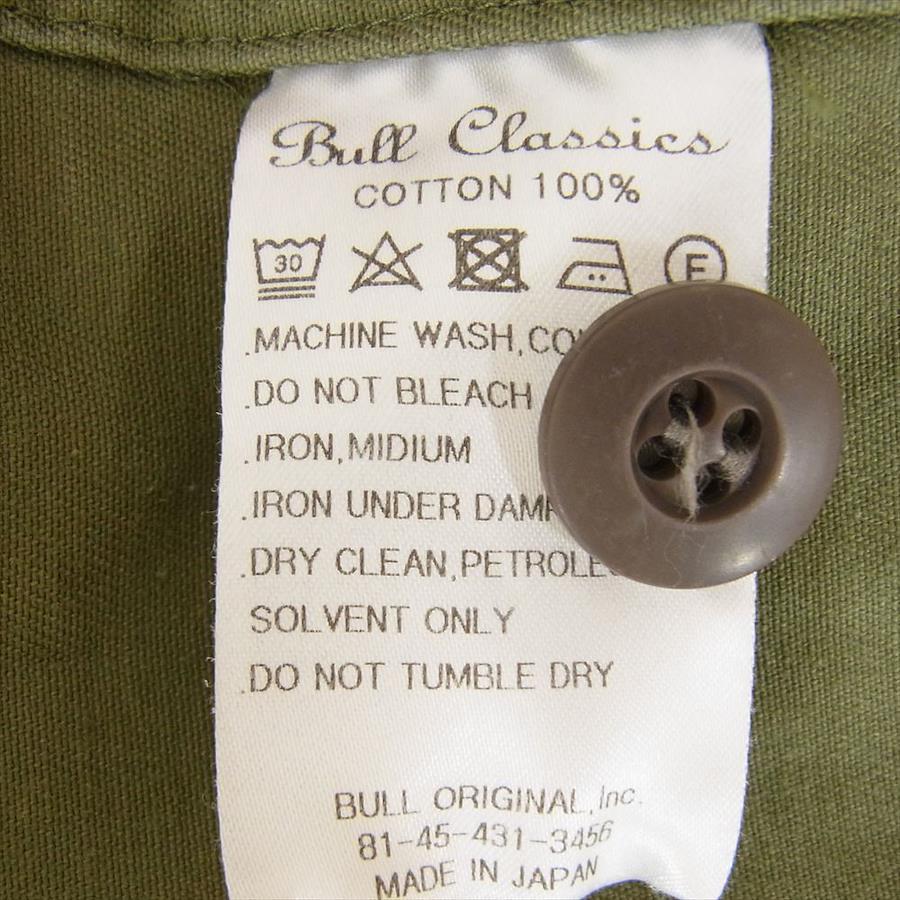 Bull Classics
COTTON 100%
30 F
.MACHINE WASH,
.DO NOT BLEACH
.IRON,MIDIUM
.IRON UNDER
.DRY CLEAN,
SOLVENT ONLY
.DO NOT TUMBLE DRY
BULL ORIGINAL,Inc.
81-45-431-3456
MADE IN JAPAN